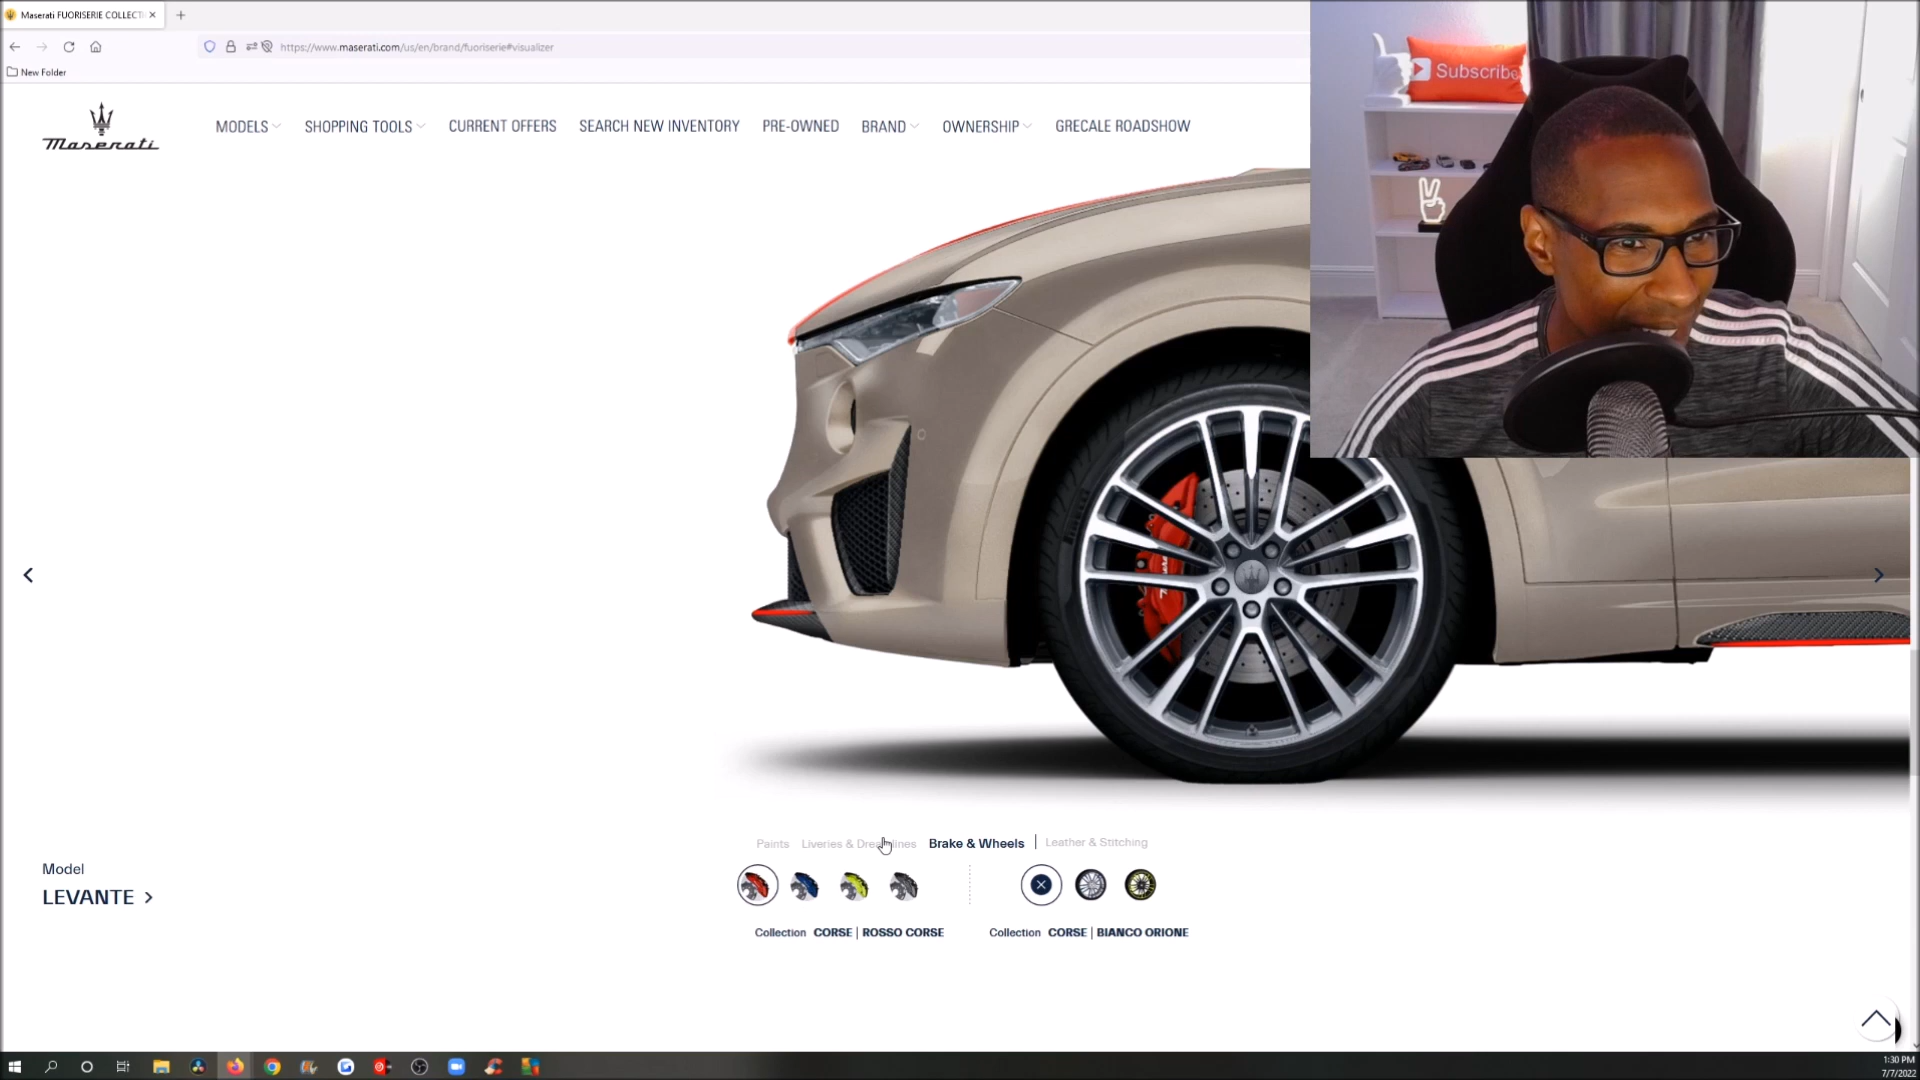 Maserati FUORISERIE COLLECTI
https://www.maserati.com/us/en/brand/fuoriserie#visualizer
New Folder
Maserati
MODELS
SHOPPING TOOLS
CURRENT OFFERS
SEARCH NEW INVENTORY
PRE-OWNED
BRAND
OWNERSHIP
GRECALE ROADSHOW
Subscribe
Paints
Liveries & Dreamlines
Brake & Wheels
Leather & Stitching
Model
LEVANTE
Collection CORSE | ROSSO CORSE
Collection CORSE | BIANCO ORIONE
1:30 PM
7/7/2022